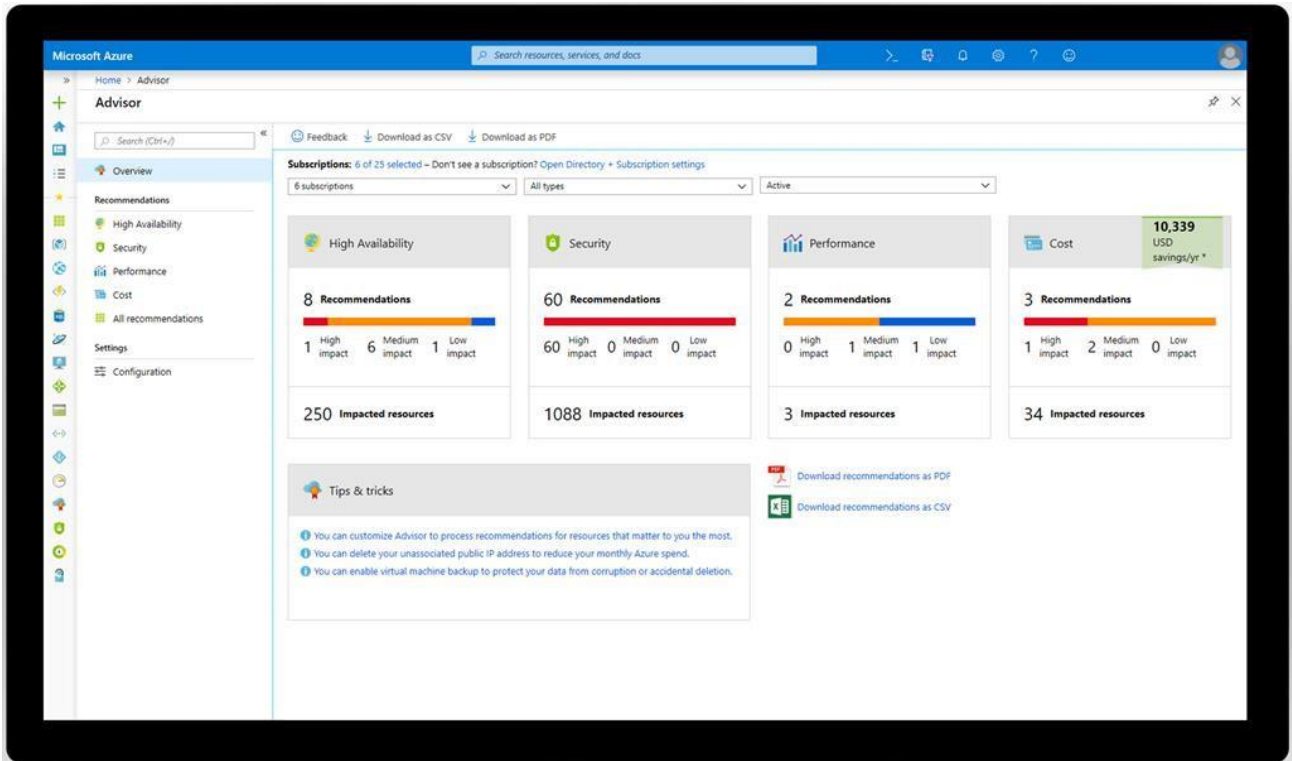 Microsoft Azure
Search resources, services, and docs
Home > Advisor
Advisor
Search (Ctrl+/)
Overview
Recommendations
High Availability
Security
Performance
Cost
All recommendations
Settings
Configuration
Feedback Download as CSV Download as PDF
Subscriptions: 6 of 25 selected – Don't see a subscription? Open Directory + Subscription settings
6 subscriptions All types Active
High Availability
8 Recommendations
1 High impact 6 Medium impact 1 Low impact
250 Impacted resources
Security
60 Recommendations
60 High impact 0 Medium impact 0 Low impact
1088 Impacted resources
Performance
2 Recommendations
0 High impact 1 Medium impact 1 Low impact
3 Impacted resources
Cost
10,339
USD
savings/yr *
3 Recommendations
1 High impact 2 Medium impact 0 Low impact
34 Impacted resources
Tips & tricks
You can customize Advisor to process recommendations for resources that matter to you the most.
You can delete your unassociated public IP address to reduce your monthly Azure spend.
You can enable virtual machine backup to protect your data from corruption or accidental deletion.
PDF
Download recommendations as PDF
Download recommendations as CSV